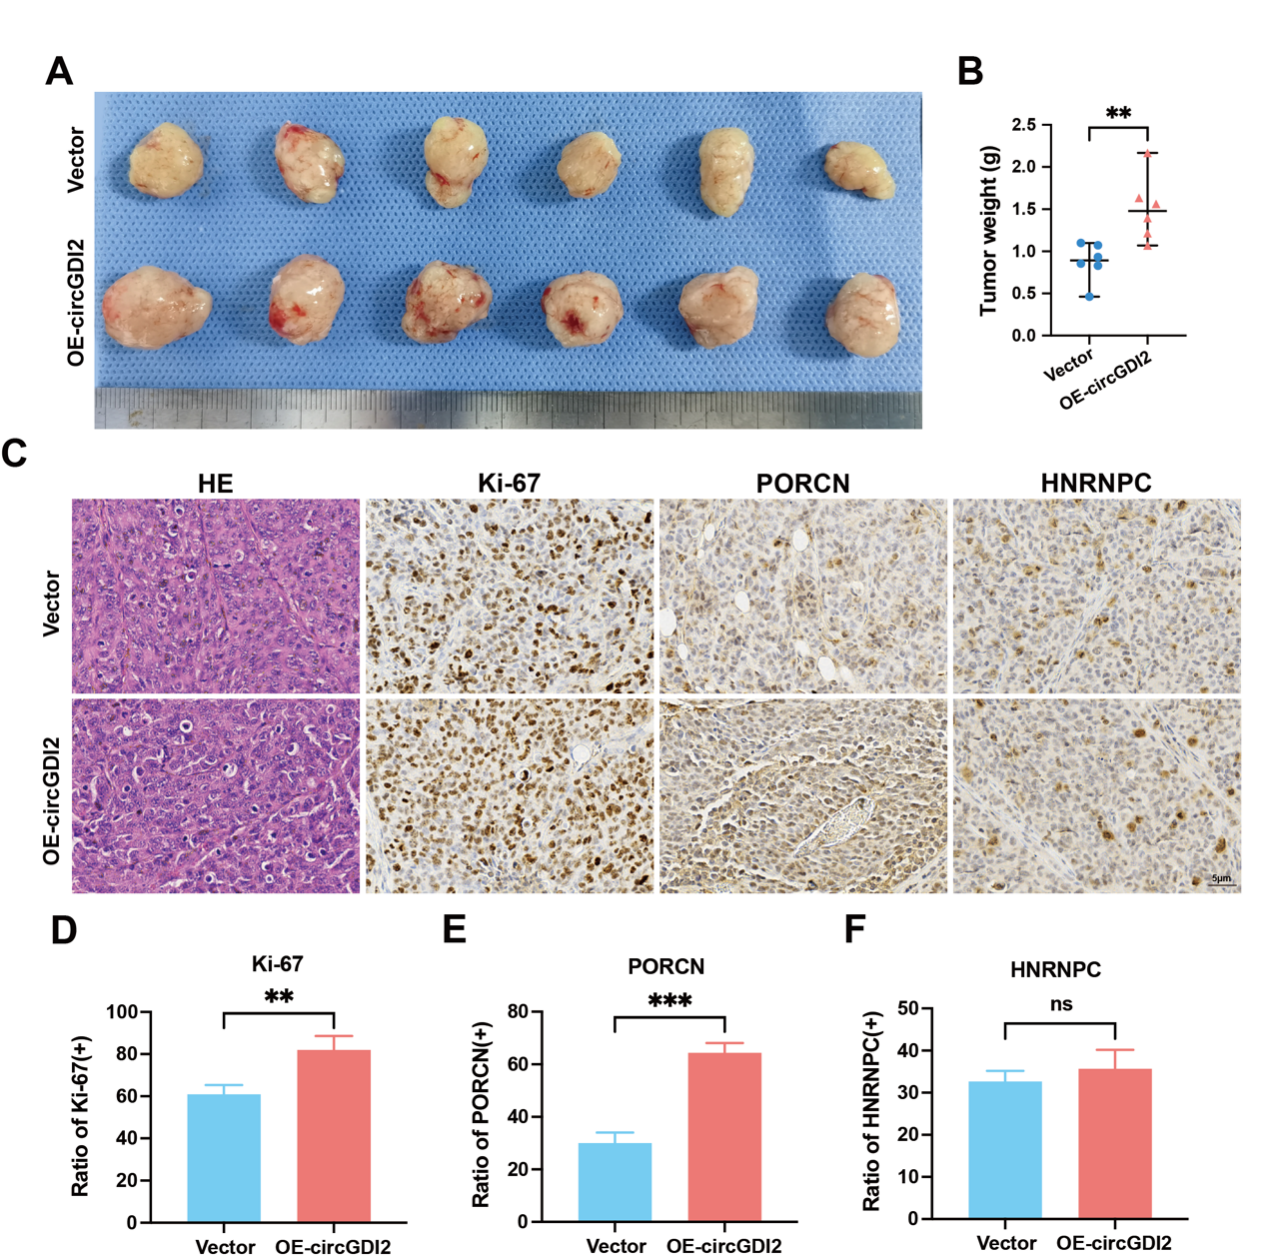 A
Vector
OE-circGDI2
B
**
Tumor weight (g)
2.5
2.0
1.5
1.0
0.5
0.0
Vector
OE-circGDI2
C
HE
Ki-67
PORCN
HNRNPC
Vector
OE-circGDI2
5μm
D
Ki-67
**
Ratio of Ki-67(+)
100
80
60
40
20
0
Vector
OE-circGDI2
E
PORCN
***
Ratio of PORCN(+)
80
60
40
20
0
Vector
OE-circGDI2
F
HNRNPC
ns
Ratio of HNRNPC(+)
50
40
30
20
10
0
Vector
OE-circGDI2